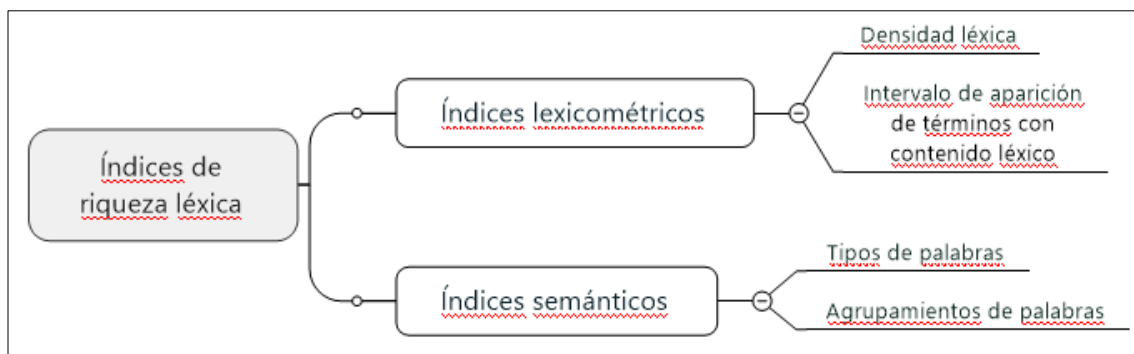 Índices de
riqueza léxica
Índices lexicométricos
Densidad léxica
Intervalo de aparición
de términos con
contenido léxico
Índices semánticos
Tipos de palabras
Agrupamientos de palabras